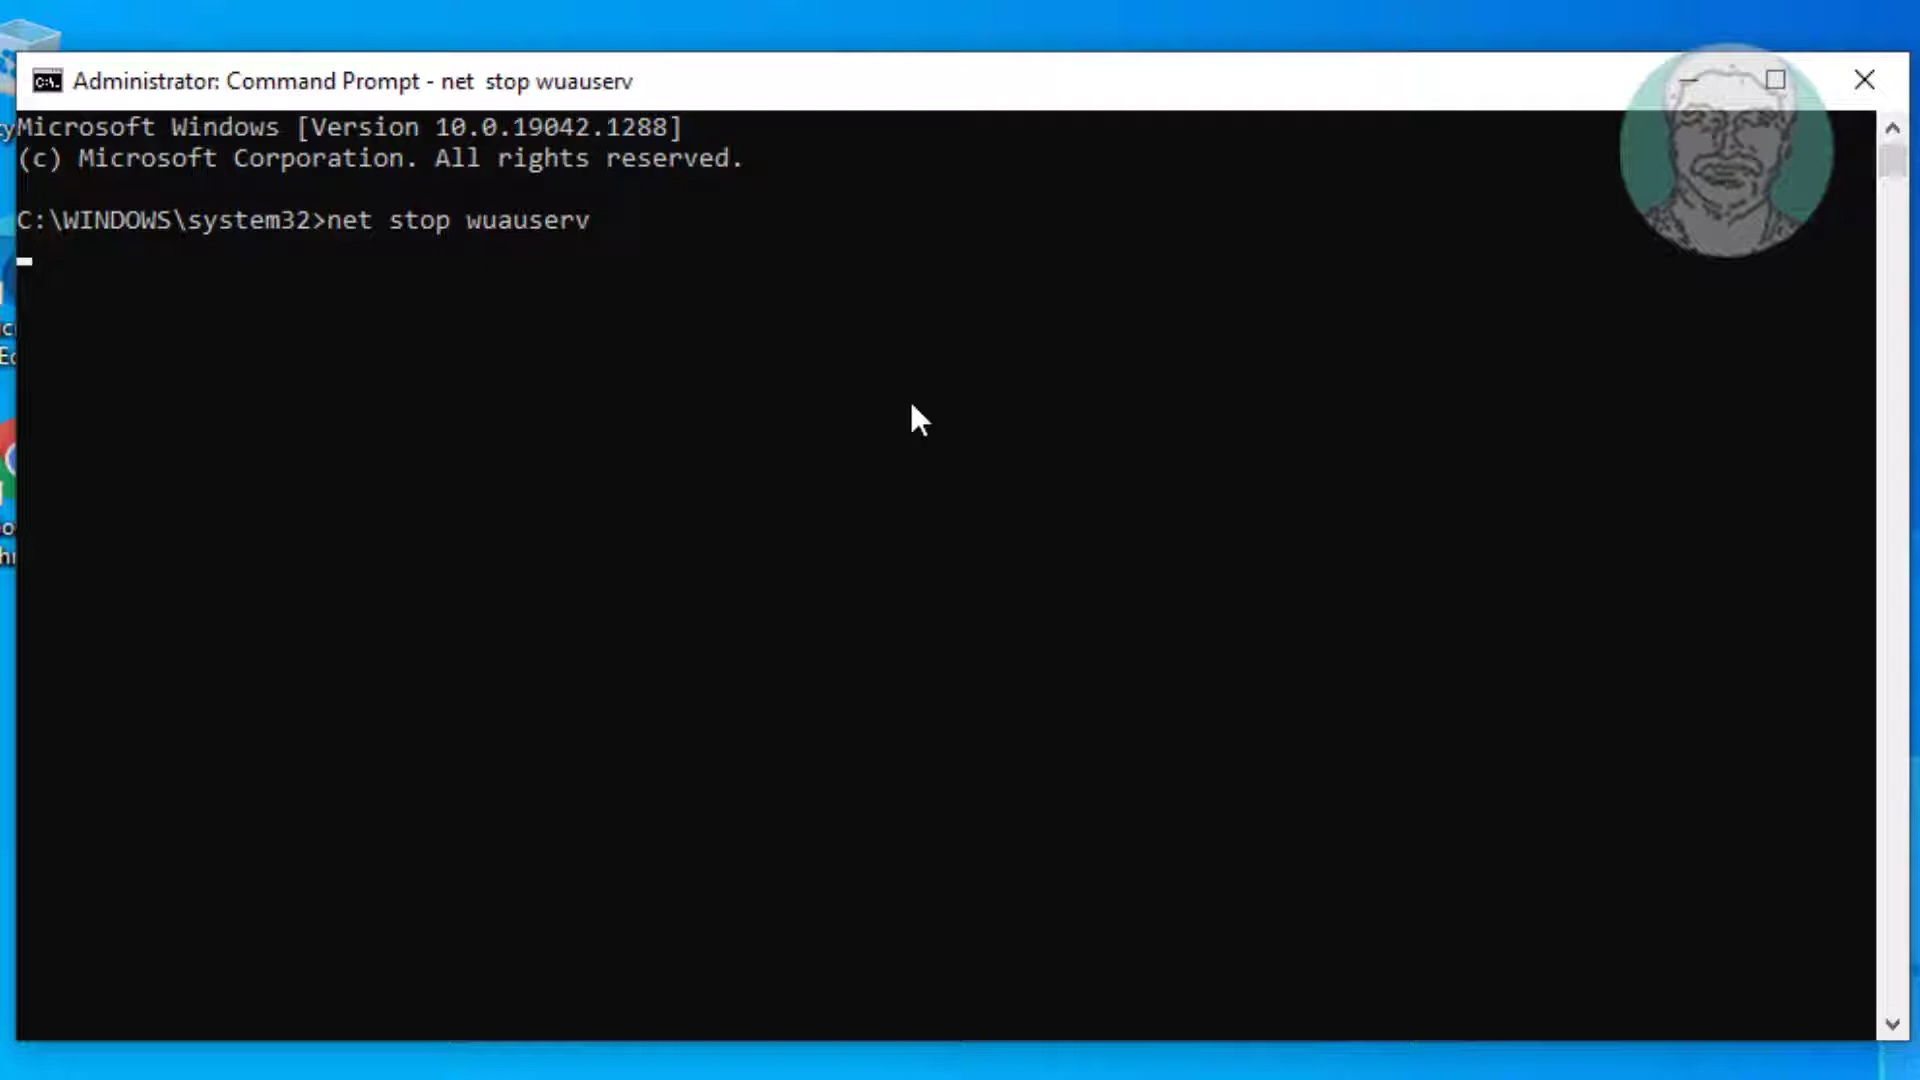 Administrator: Command Prompt - net  stop wuauserv
Microsoft Windows [Version 10.0.19042.1288]
(c) Microsoft Corporation. All rights reserved.
C:\WINDOWS\system32>net stop wuauserv